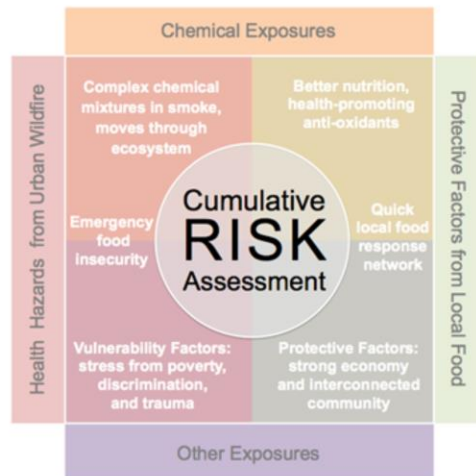 Chemical Exposures
Health Hazards from Urban Wildfire
Complex chemical
mixtures in smoke,
moves through
ecosystem
Better nutrition,
health-promoting
anti-oxidants
Protective Factors from Local Food
Emergency
food
insecurity
Cumulative
RISK
Assessment
Quick
local food
response
network
Vulnerability Factors:
stress from poverty,
discrimination,
and trauma
Protective Factors:
strong economy
and interconnected
community
Other Exposures